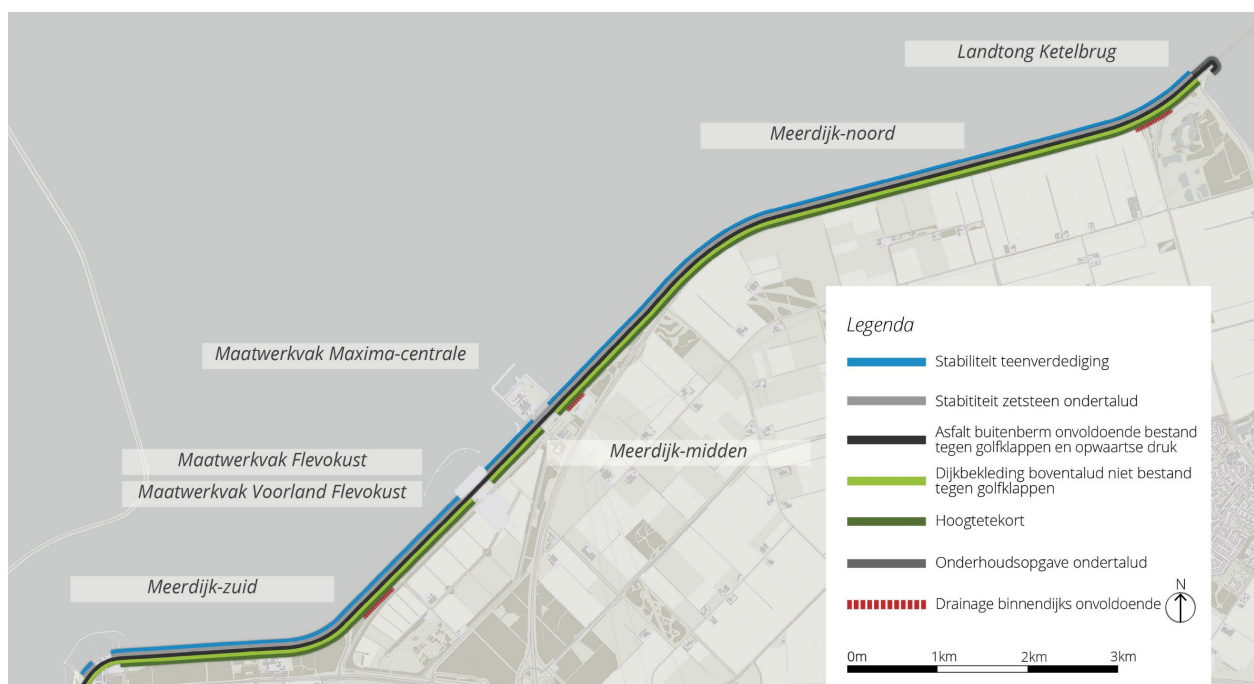 Landtong Ketelbrug
Meerdijk-noord
Maatwerkvak Maxima-centrale
Meerdijk-midden
Maatwerkvak Flevokust
Maatwerkvak Voorland Flevokust
Meerdijk-zuid
Legenda
Stabiliteit teenverdediging
Stabititeit zetsteen ondertalud
Asfalt buitenberm onvoldoende bestand
tegen golfklappen en opwaartse druk
Dijkbekleding boventalud niet bestand
tegen golfklappen
Hoogtetekort
Onderhoudsopgave ondertalud
Drainage binnendijks onvoldoende
N
0m 1km 2km 3km